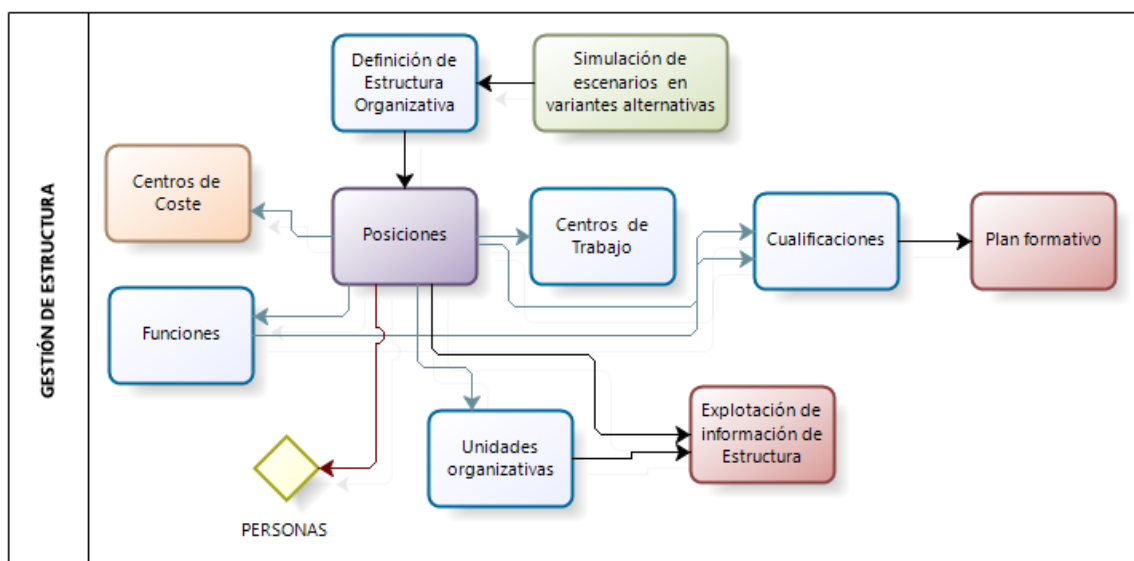 GESTIÓN DE ESTRUCTURA
Definición de
Estructura
Organizativa
Simulación de
escenarios en
variantes alternativas
Centros de
Coste
Posiciones
Centros de
Trabajo
Cualificaciones
Plan formativo
Funciones
Unidades
organizativas
Explotación de
información de
Estructura
PERSONAS